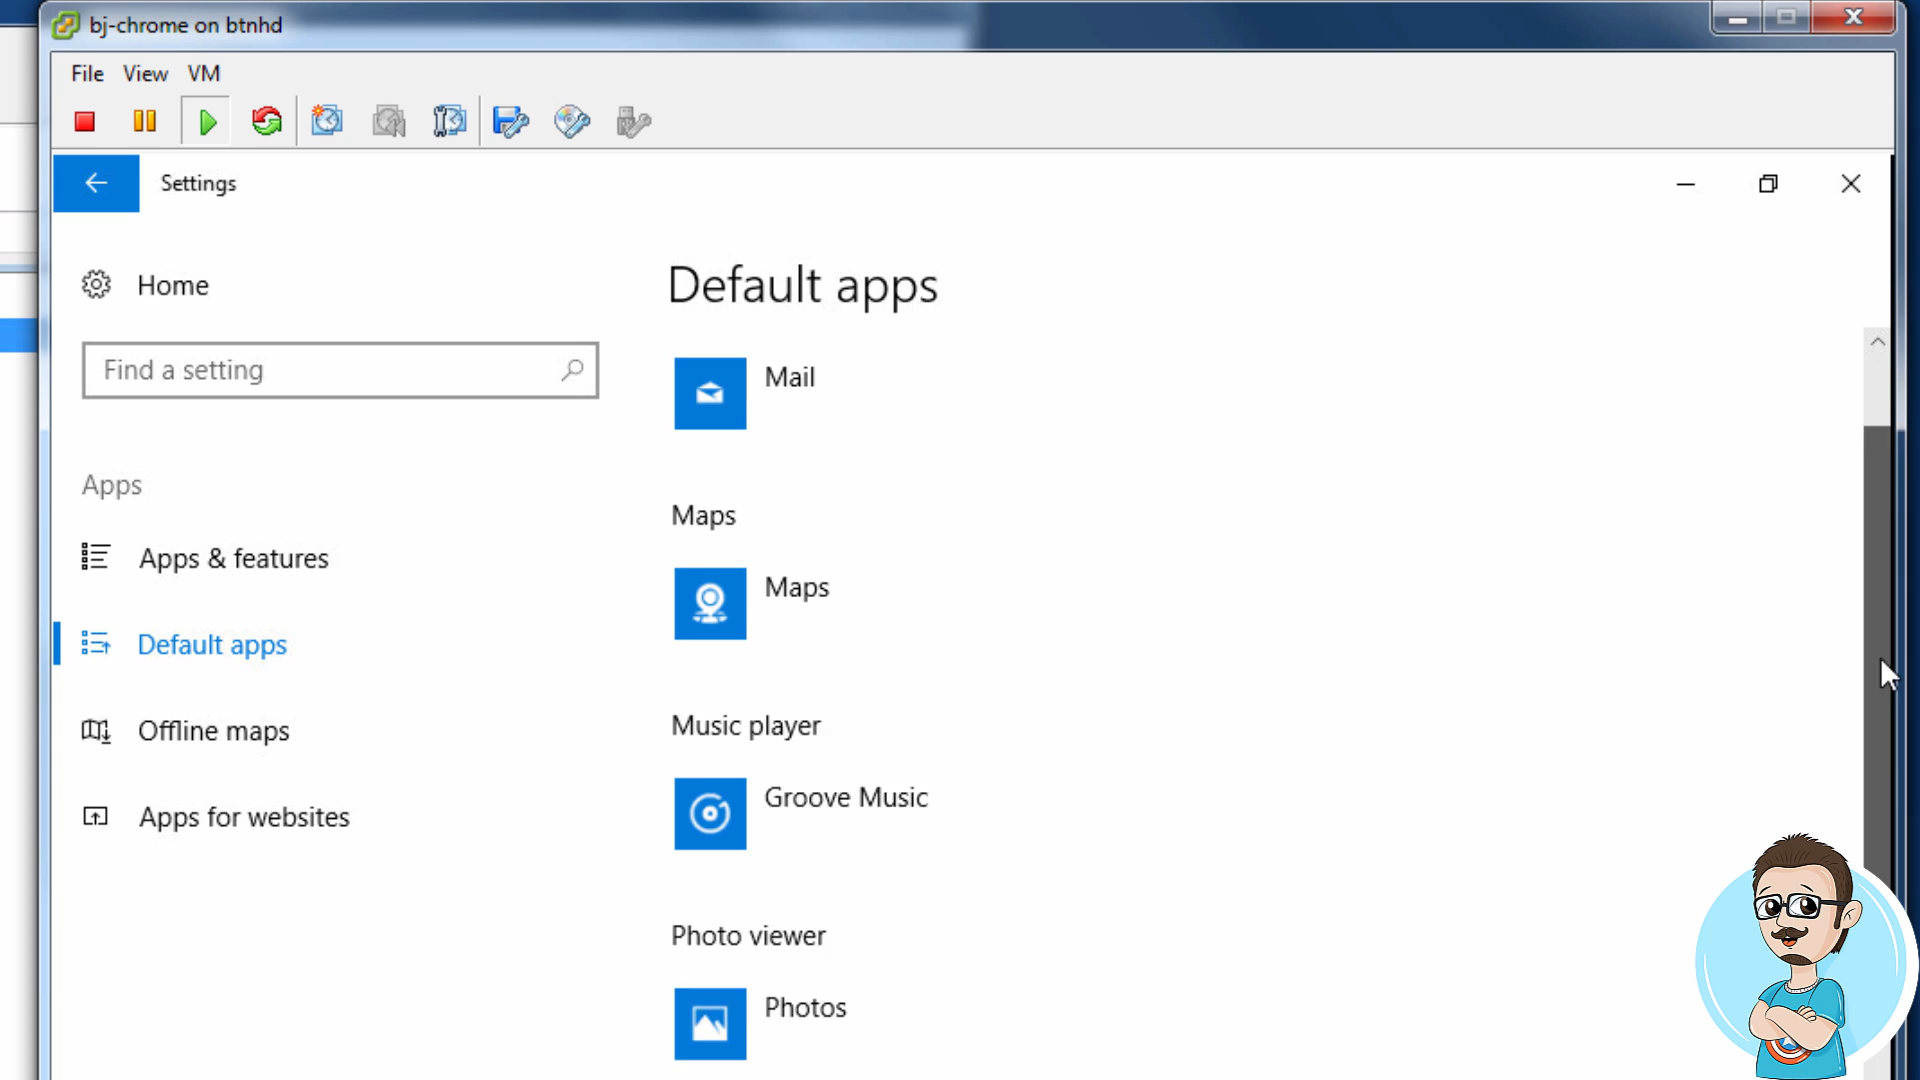 bj-chrome on btnhd
File View VM
Settings
Home
Find a setting
Apps
Apps & features
Default apps
Offline maps
Apps for websites
Default apps
Mail
Maps
Maps
Music player
Groove Music
Photo viewer
Photos